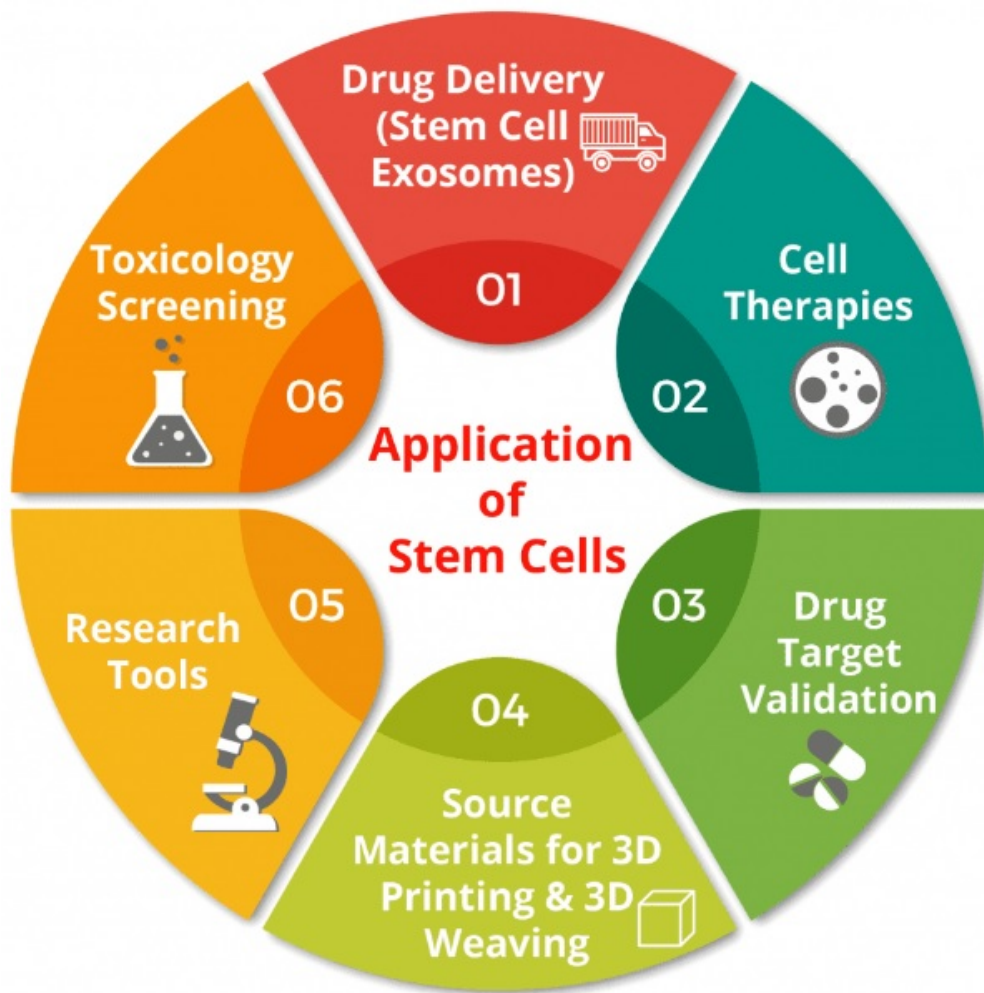 Drug Delivery
(Stem Cell
Exosomes)
01
Cell
Therapies
02
Drug
Target
Validation
03
Source
Materials for 3D
Printing & 3D
Weaving
04
Research
Tools
05
Toxicology
Screening
06
Application
of
Stem Cells